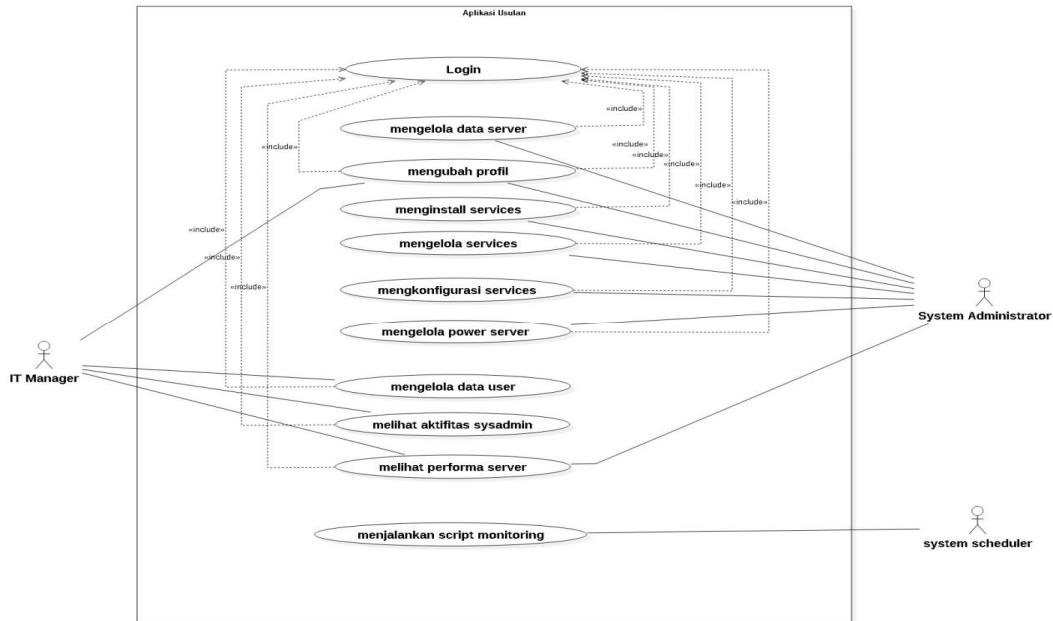 Aplikasi Usulan
Login
«include»
mengelola data server
«include»
«include»
«include»
«include»
mengubah profil
«include»
menginstall services
«include»
«include»
mengelola services
«include»
«include»
mengkonfigurasi services
System Administrator
mengelola power server
IT Manager
mengelola data user
melihat aktifitas sysadmin
melihat performa server
menjalankan script monitoring
system scheduler